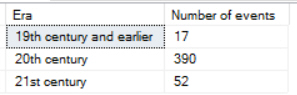 Era Number of events
19th century and earlier 17
20th century 390
21st century 52